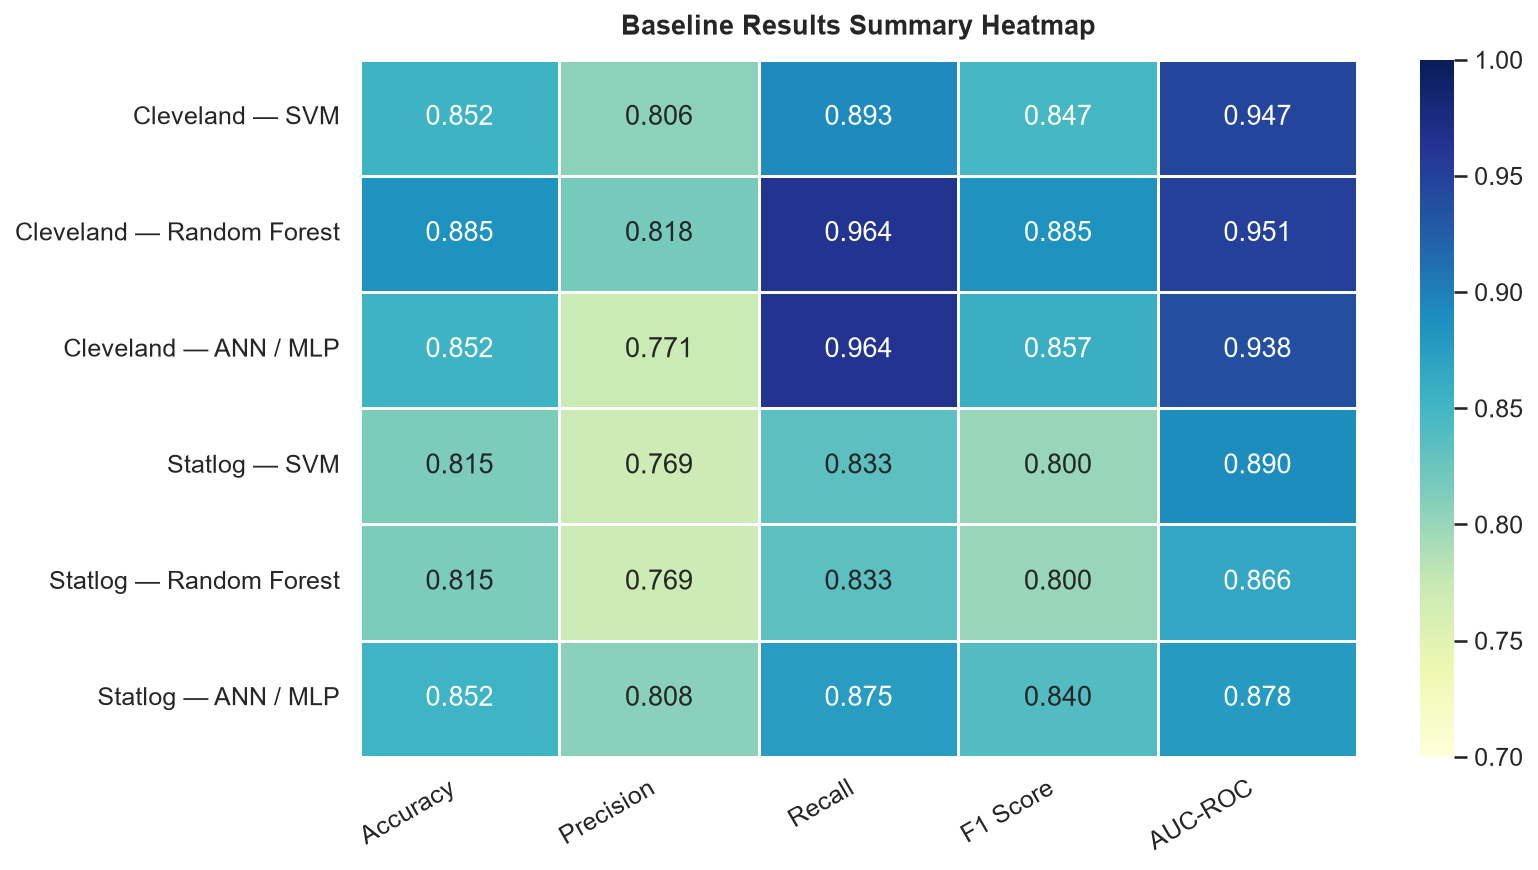 Baseline Results Summary Heatmap
Cleveland — SVM 0.852 0.806 0.893 0.847 0.947
Cleveland — Random Forest 0.885 0.818 0.964 0.885 0.951
Cleveland — ANN / MLP 0.852 0.771 0.964 0.857 0.938
Statlog — SVM 0.815 0.769 0.833 0.800 0.890
Statlog — Random Forest 0.815 0.769 0.833 0.800 0.866
Statlog — ANN / MLP 0.852 0.808 0.875 0.840 0.878
Accuracy Precision Recall F1 Score AUC-ROC
1.00
0.95
0.90
0.85
0.80
0.75
0.70